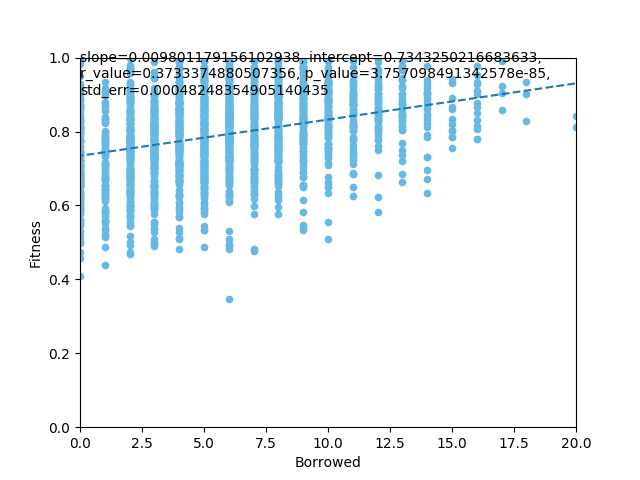 slope=0.009801179156102938, intercept=0.7343250216683633,
r_value=0.3733374880507356, p_value=3.757098491342578e-85,
std_err=0.00048248354905140435
1.0
0.8
0.6
0.4
0.2
0.0
Fitness
0.0 2.5 5.0 7.5 10.0 12.5 15.0 17.5 20.0
Borrowed